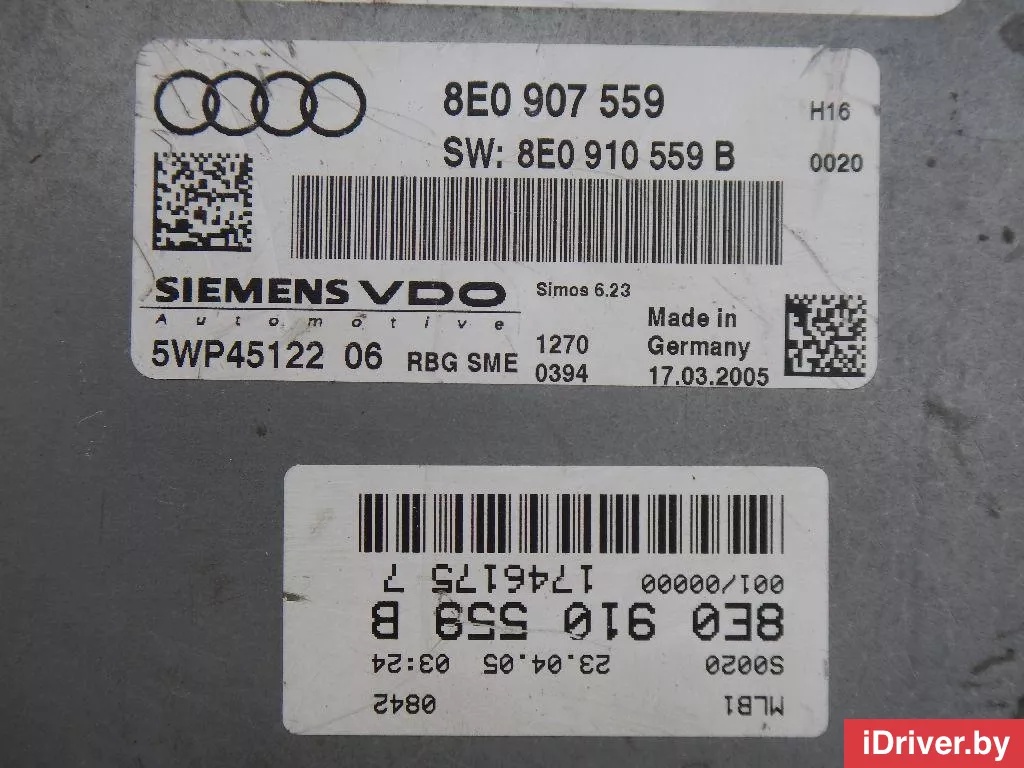 8E0 907 559 H16
SW: 8E0 910 559 B 0020
SIEMENS VDO Simos 6.23
Automotive
Made in
5WP45122 06 RBG SME 1270 Germany
0394 17.03.2005
MLB1 0842
S0020 23.04.05 03:24
8E0 910 559 B
001/00000 1746175 7
iDriver.by